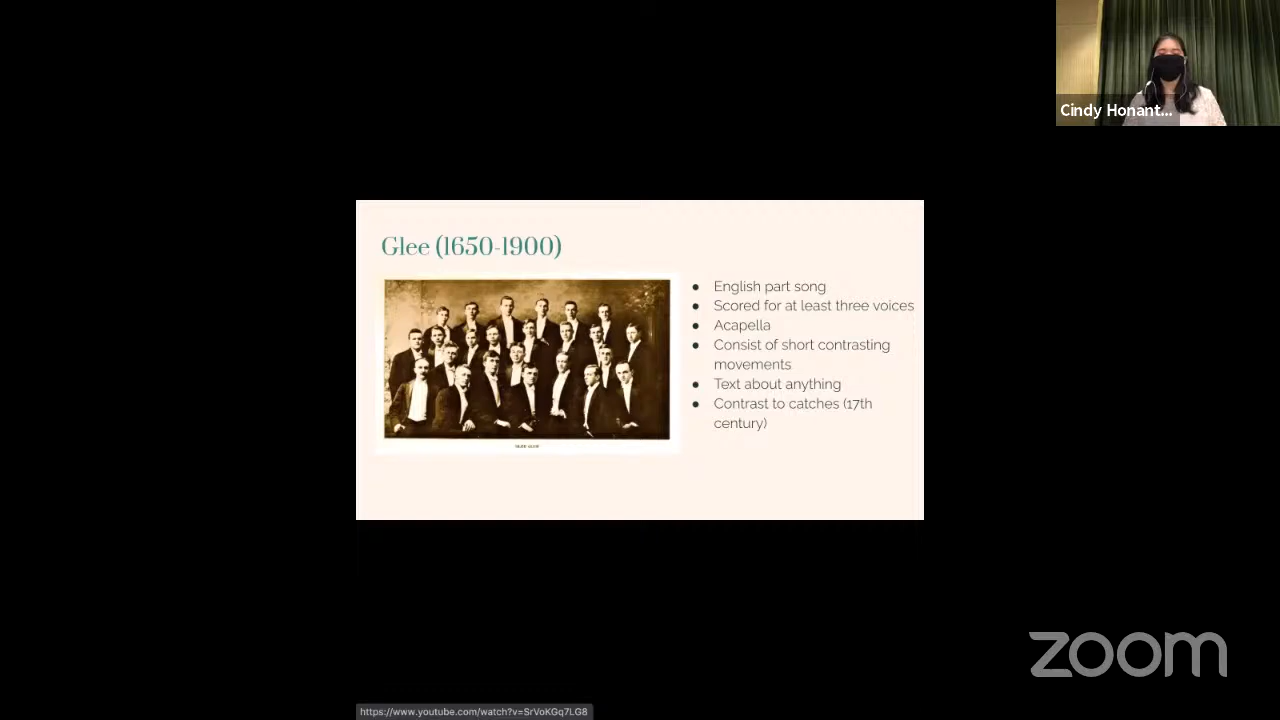 Cindy Honant...
Glee (1650-1900)
● English part song
● Scored for at least three voices
● Acapella
● Consist of short contrasting
movements
● Text about anything
● Contrast to catches (17th
century)
zoom
https://www.youtube.com/watch?v=SrVoKGq7LG8